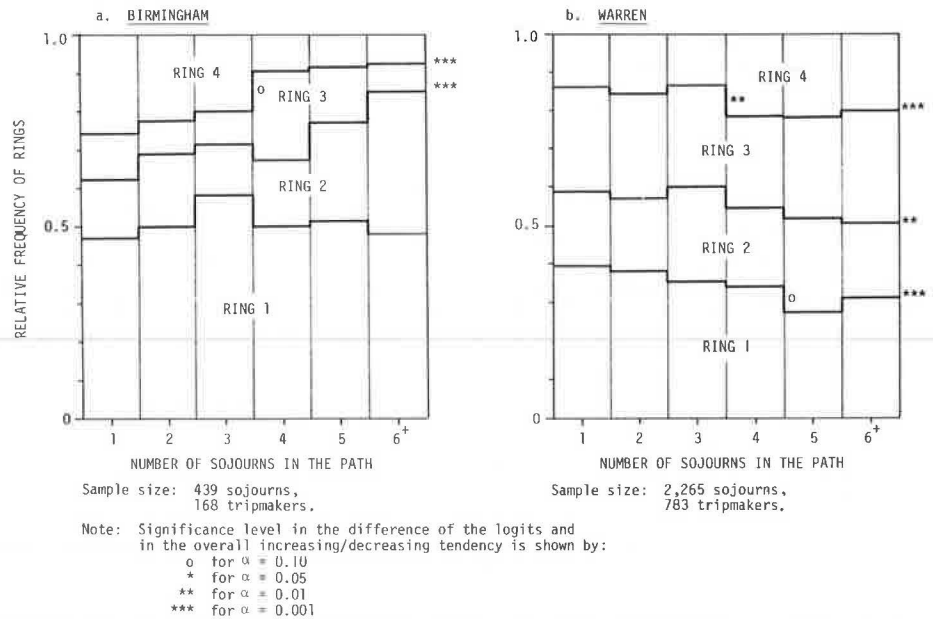 a. BIRMINGHAM
b. WARREN
RELATIVE FREQUENCY OF RINGS
1.0
0.5
0
RING 4
RING 3
RING 2
RING 1
o
***
***
1 2 3 4 5 6+
NUMBER OF SOJOURNS IN THE PATH
Sample size: 439 sojourns,
168 tripmakers.
1.0
0.5
0
RING 4
RING 3
RING 2
RING 1
**
o
***
**
***
1 2 3 4 5 6+
NUMBER OF SOJOURNS IN THE PATH
Sample size: 2,265 sojourns,
783 tripmakers.
Note: Significance level in the difference of the logits and
in the overall increasing/decreasing tendency is shown by:
o for α = 0.10
* for α = 0.05
** for α = 0.01
*** for α = 0.001